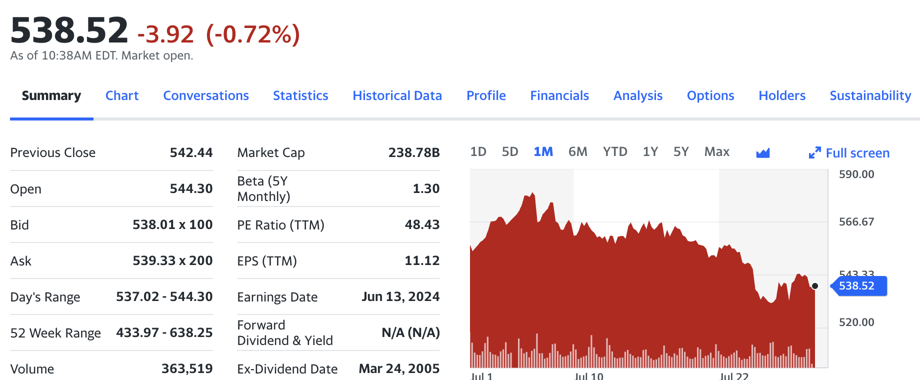 538.52 -3.92 (-0.72%)
As of 10:38AM EDT. Market open.
Summary Chart Conversations Statistics Historical Data Profile Financials Analysis Options Holders Sustainability
Previous Close 542.44
Open 544.30
Bid 538.01 x 100
Ask 539.33 x 200
Day's Range 537.02 - 544.30
52 Week Range 433.97 - 638.25
Volume 363,519
Market Cap 238.78B
Beta (5Y
Monthly) 1.30
PE Ratio (TTM) 48.43
EPS (TTM) 11.12
Earnings Date Jun 13, 2024
Forward
Dividend & Yield N/A (N/A)
Ex-Dividend Date Mar 24, 2005
1D 5D 1M 6M YTD 1Y 5Y Max Full screen
590.00
566.67
543.33
538.52
520.00
Jul 1 Jul 10 Jul 22